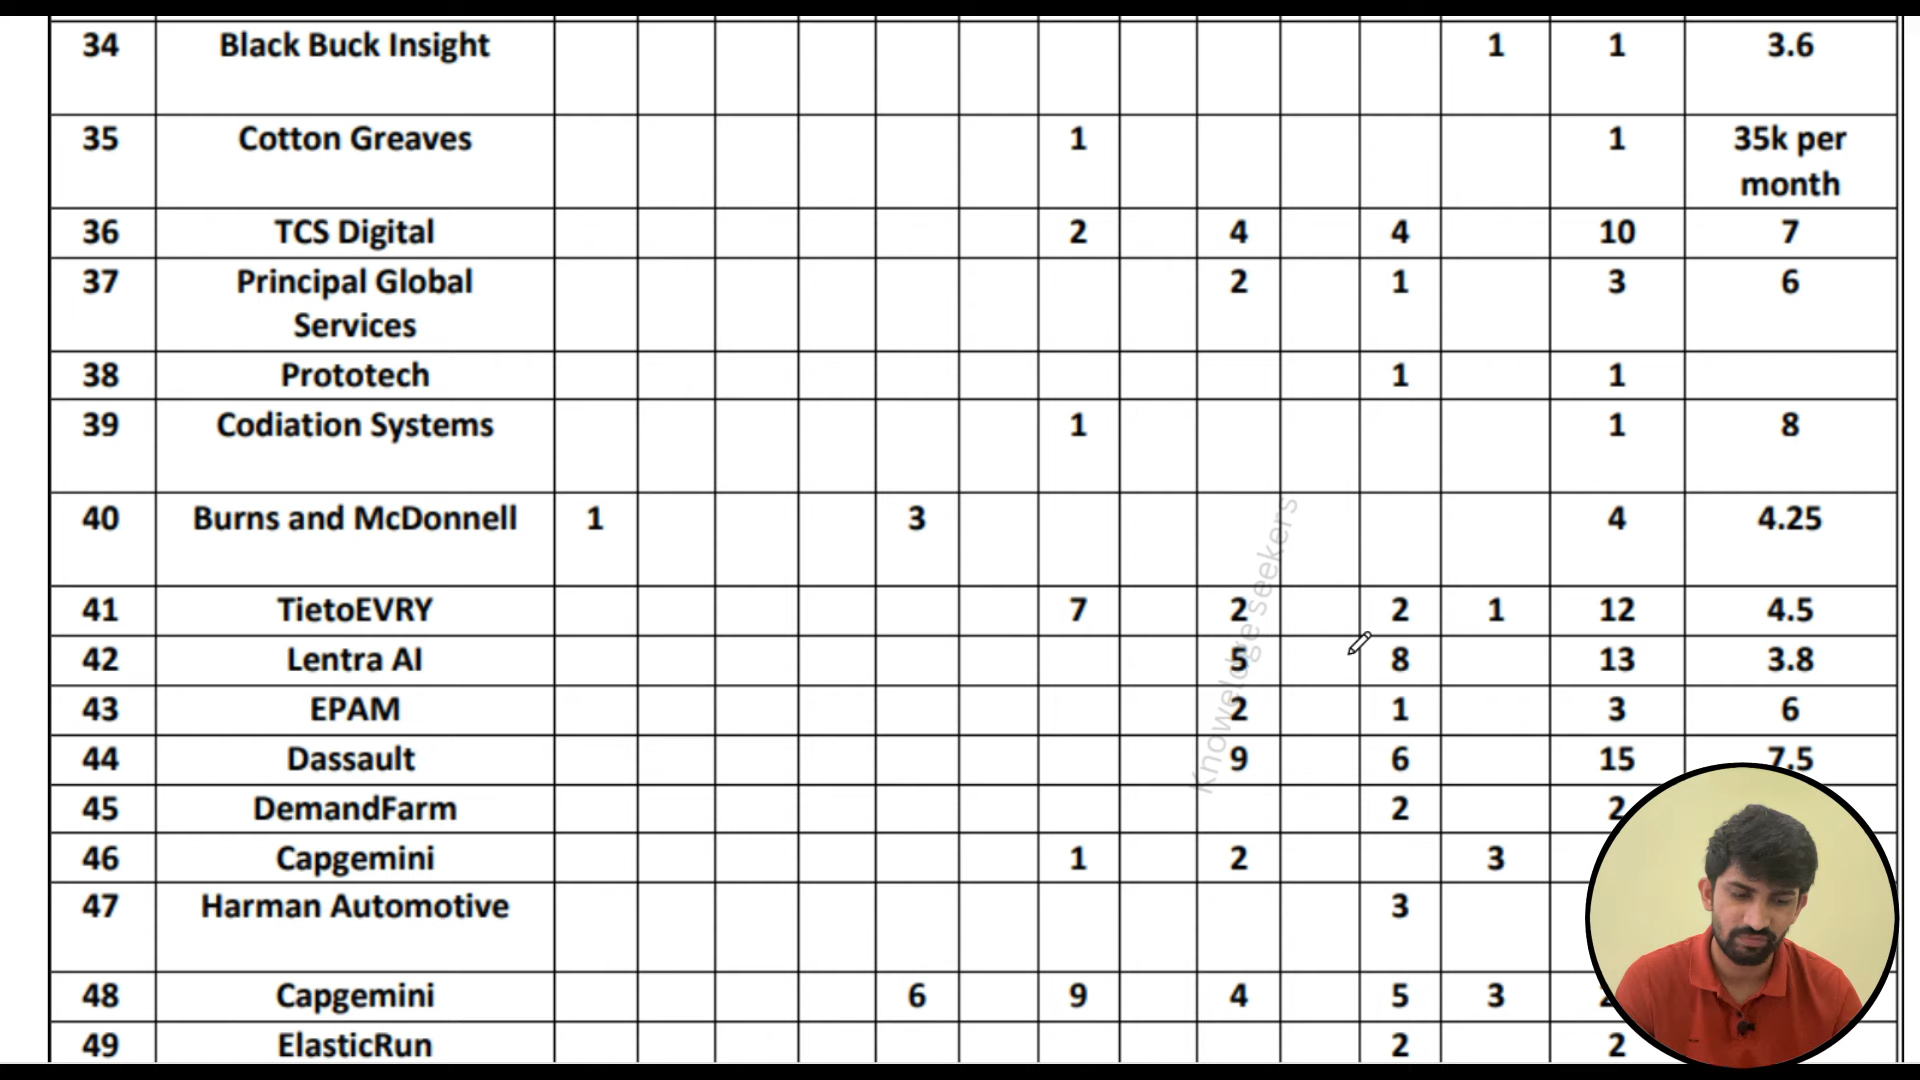 34 Black Buck Insight 1 1 3.6
35 Cotton Greaves 1 1 35k per
month
36 TCS Digital 2 4 4 10 7
37 Principal Global 2 1 3 6
Services
38 Prototech 1 1
39 Codiation Systems 1 1 8
40 Burns and McDonnell 1 3 4 4.25
41 TietoEVRY 7 2 2 1 12 4.5
42 Lentra AI 5 8 13 3.8
43 EPAM 2 1 3 6
44 Dassault 9 6 15 7.5
45 DemandFarm 2 2
46 Capgemini 1 2 3
47 Harman Automotive 3
48 Capgemini 6 9 4 5 3
49 ElasticRun 2 2
Knoweldge seekers